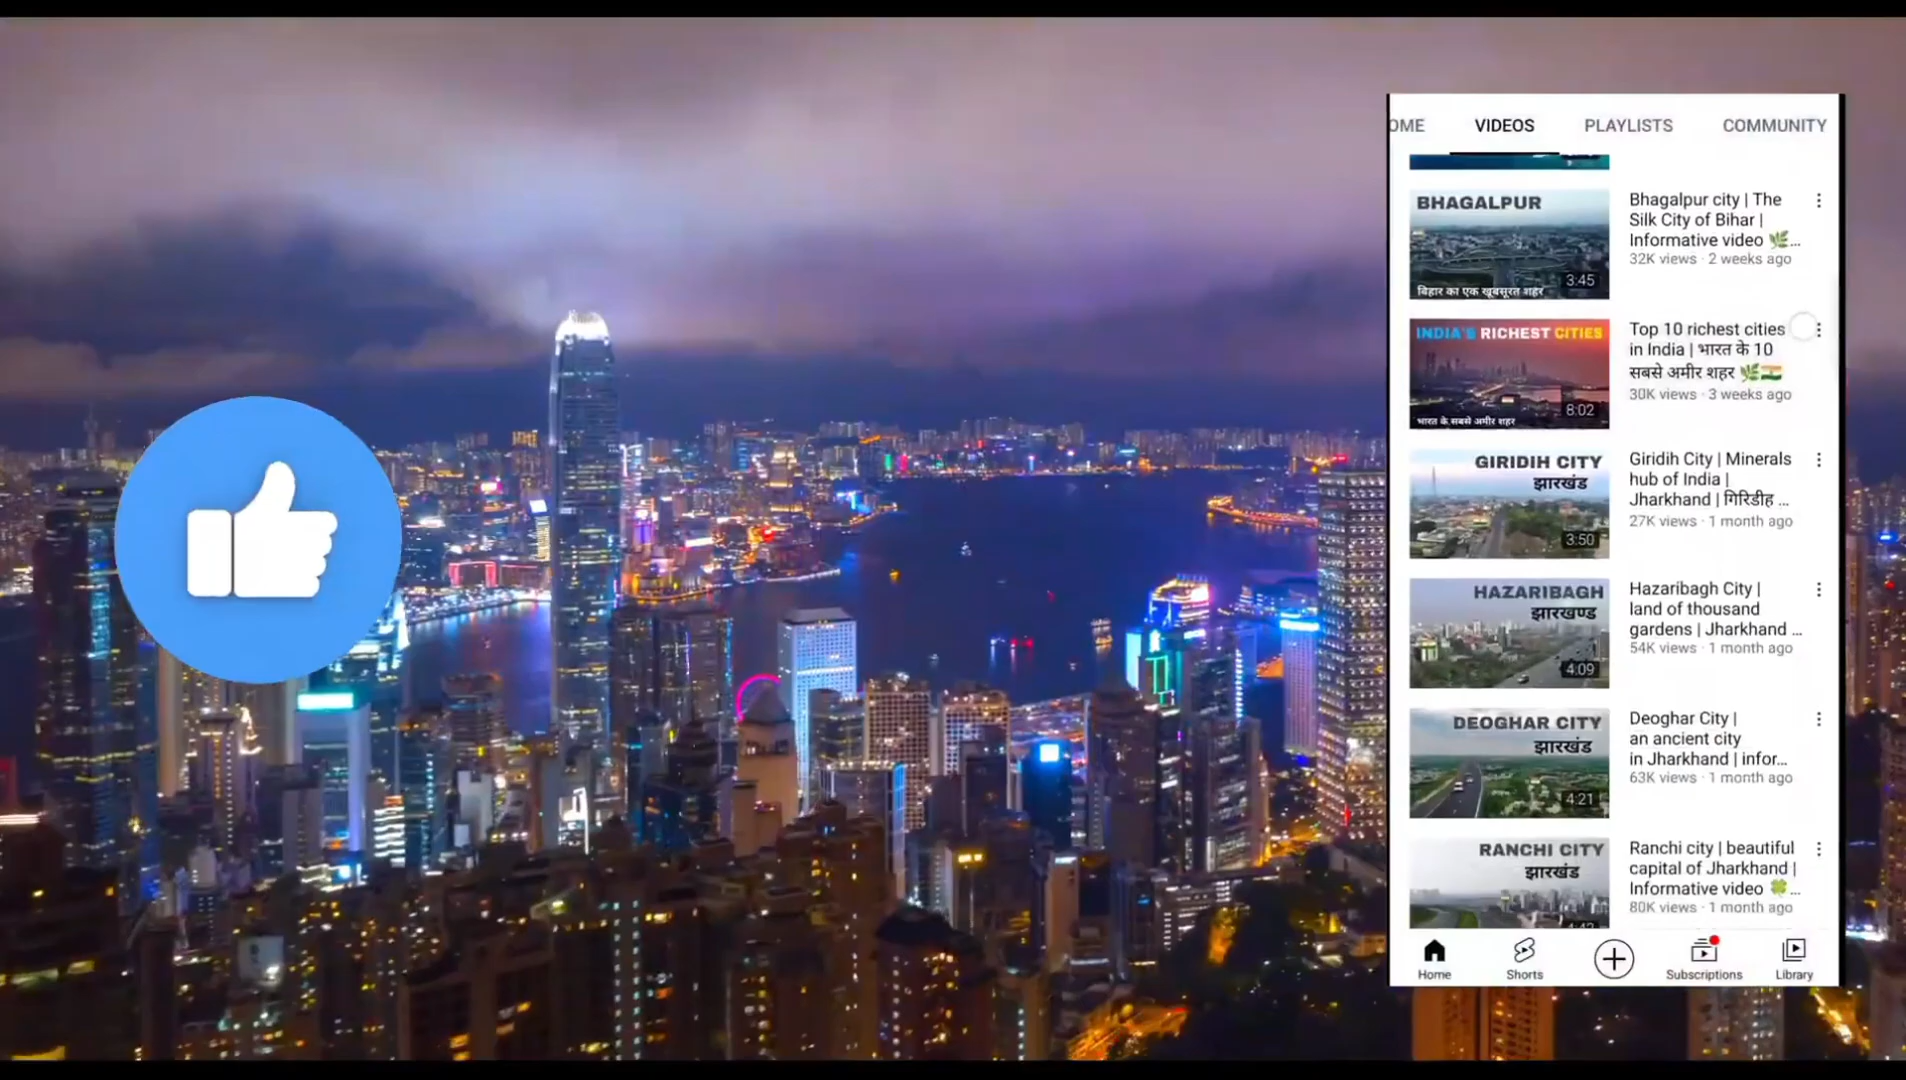 OME VIDEOS PLAYLISTS COMMUNITY
BHAGALPUR
3:45
बिहार का एक खूबसूरत शहर
Bhagalpur city | The
Silk City of Bihar |
Informative video 🌿...
32K views · 2 weeks ago
INDIA'S RICHEST CITIES
8:02
भारत के सबसे अमीर शहर
Top 10 richest cities
in India | भारत के 10
सबसे अमीर शहर 🌿🇮🇳
30K views · 3 weeks ago
GIRIDIH CITY
झारखंड
3:50
Giridih City | Minerals
hub of India |
Jharkhand | गिरिडीह ...
27K views · 1 month ago
HAZARIBAGH
झारखण्ड
4:09
Hazaribagh City |
land of thousand
gardens | Jharkhand ...
54K views · 1 month ago
DEOGHAR CITY
झारखंड
4:21
Deoghar City |
an ancient city
in Jharkhand | infor...
63K views · 1 month ago
RANCHI CITY
झारखंड
Ranchi city | beautiful
capital of Jharkhand |
Informative video 🍀...
80K views · 1 month ago
Home Shorts Subscriptions Library